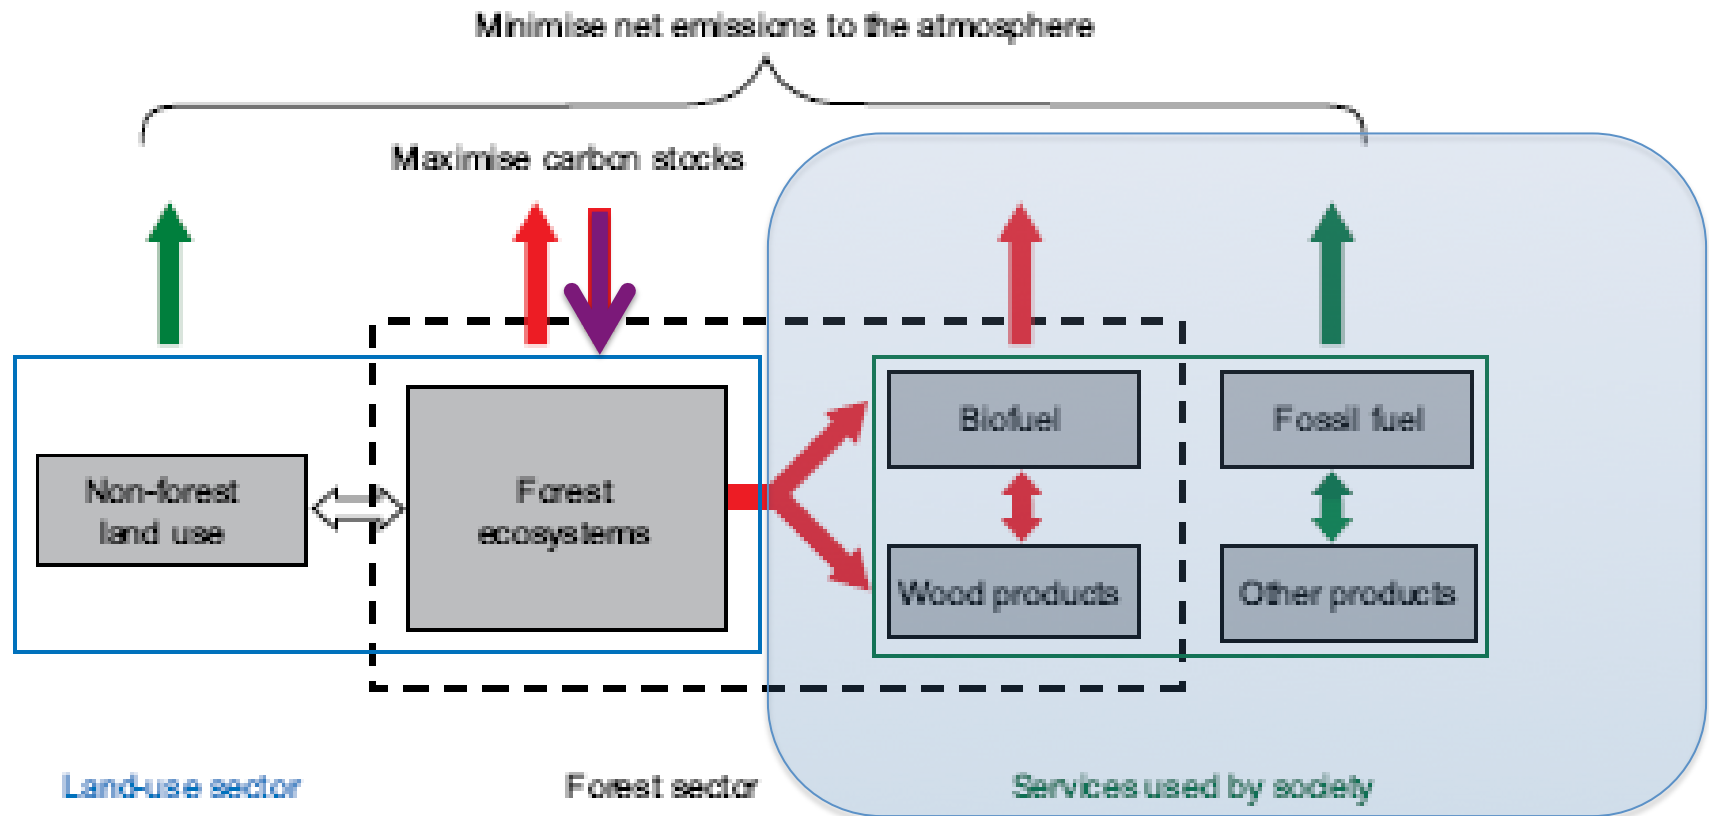 Minimise net emissions to the atmosphere
Maximise carbon stocks
Biofuel
Fossil fuel
Non-forest
land use
Forest
ecosystems
Wood products
Other products
Land-use sector
Forest sector
Services used by society